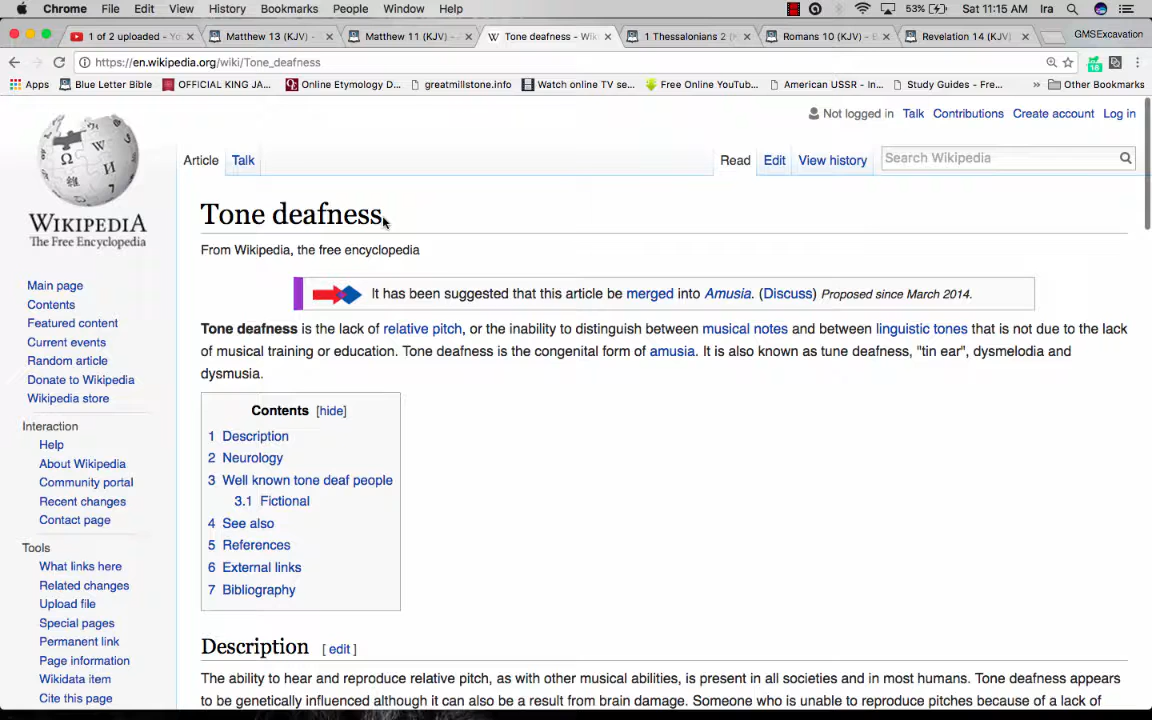 Chrome File Edit View History Bookmarks People Window Help 53% Sat 11:15 AM Ira
1 of 2 uploaded - Yo Matthew 13 (KJV) - Matthew 11 (KJV) - Tone deafness - Wik 1 Thessalonians 2 (K Romans 10 (KJV) - B Revelation 14 (KJV) GMSExcavation
https://en.wikipedia.org/wiki/Tone_deafness 18
Apps Blue Letter Bible OFFICIAL KING JA... Online Etymology D... greatmillstone.info Watch online TV se... Free Online YouTub... American USSR - In... Study Guides - Fre... » Other Bookmarks
Not logged in Talk Contributions Create account Log in
Article Talk Read Edit View history Search Wikipedia
WIKIPEDIA
The Free Encyclopedia
Main page
Contents
Featured content
Current events
Random article
Donate to Wikipedia
Wikipedia store
Interaction
Help
About Wikipedia
Community portal
Recent changes
Contact page
Tools
What links here
Related changes
Upload file
Special pages
Permanent link
Page information
Wikidata item
Cite this page
Tone deafness
From Wikipedia, the free encyclopedia
It has been suggested that this article be merged into Amusia. (Discuss) Proposed since March 2014.
Tone deafness is the lack of relative pitch, or the inability to distinguish between musical notes and between linguistic tones that is not due to the lack
of musical training or education. Tone deafness is the congenital form of amusia. It is also known as tune deafness, "tin ear", dysmelodia and
dysmusia.
Contents [hide]
1 Description
2 Neurology
3 Well known tone deaf people
3.1 Fictional
4 See also
5 References
6 External links
7 Bibliography
Description [ edit ]
The ability to hear and reproduce relative pitch, as with other musical abilities, is present in all societies and in most humans. Tone deafness appears
to be genetically influenced although it can also be a result from brain damage. Someone who is unable to reproduce pitches because of a lack of